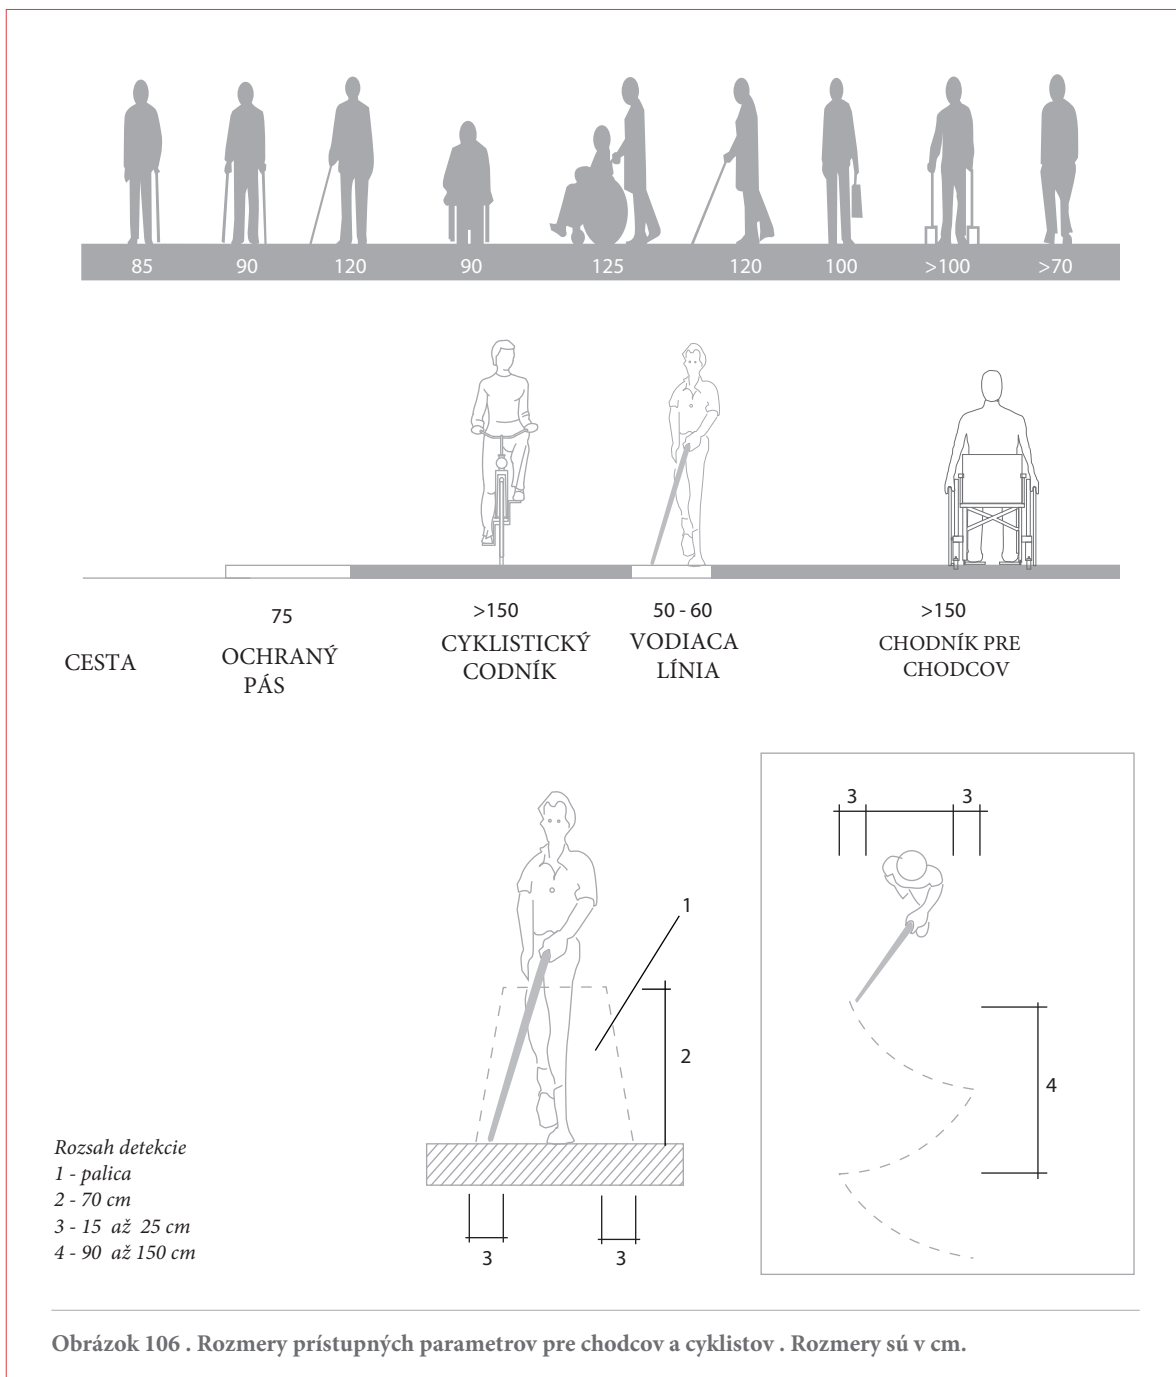 85 90 120 90 125 120 100 >100 >70
75 >150 50 - 60 >150
CESTA
OCHRANÝ
PÁS
CYKLISTICKÝ
CODNÍK
VODIACA
LÍNIA
CHODNÍK PRE
CHODCOV
1
2
3 3
3 3
4
Rozsah detekcie
1 - palica
2 - 70 cm
3 - 15 až 25 cm
4 - 90 až 150 cm
Obrázok 106 . Rozmery prístupných parametrov pre chodcov a cyklistov . Rozmery sú v cm.